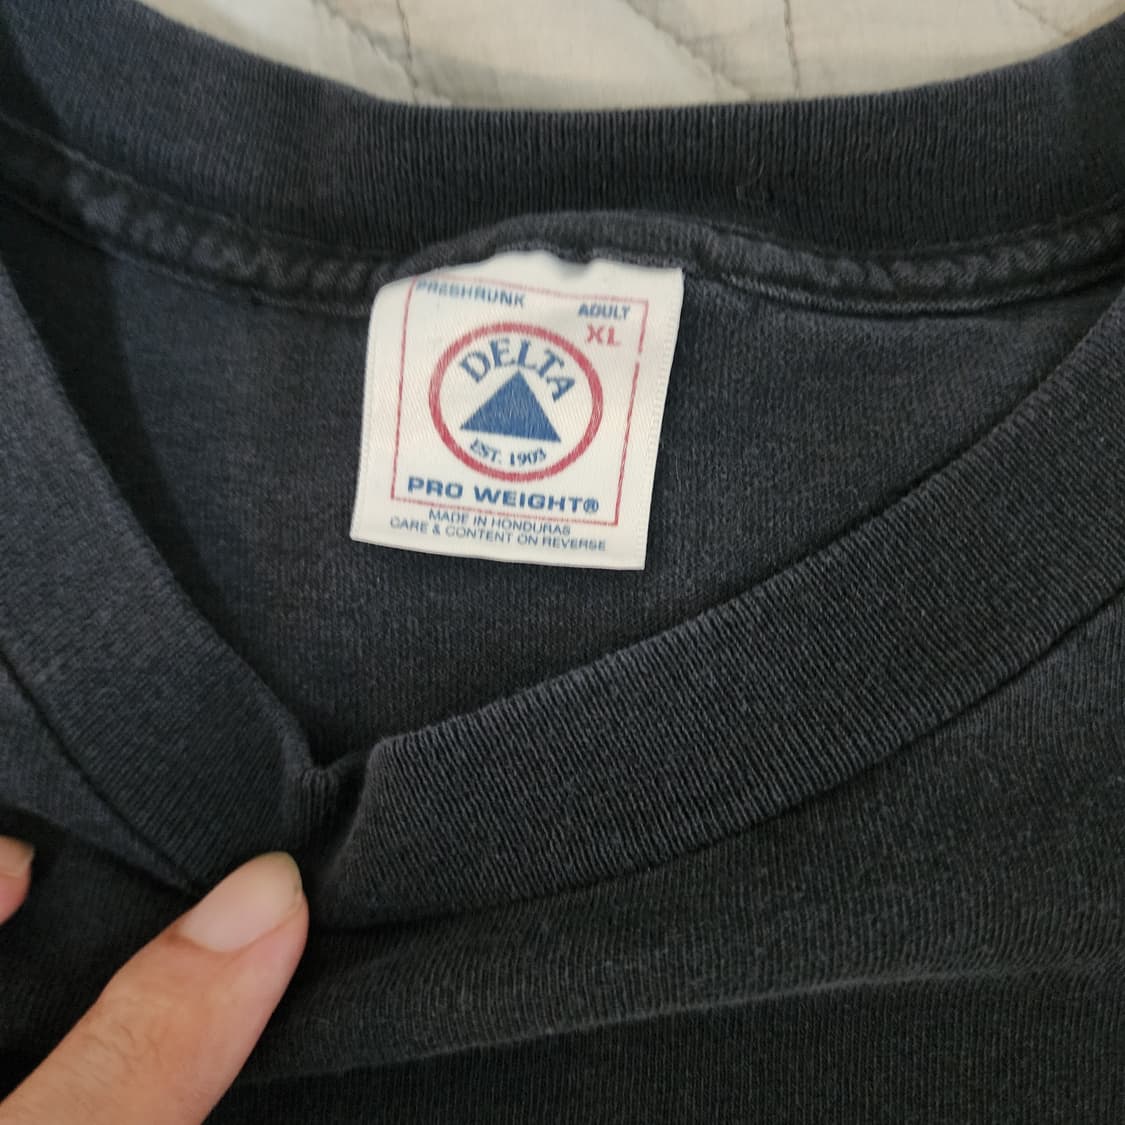 PRESHRUNK
ADULT
XL
DELTA
EST. 1903
PRO WEIGHT®
MADE IN HONDURAS
CARE & CONTENT ON REVERSE